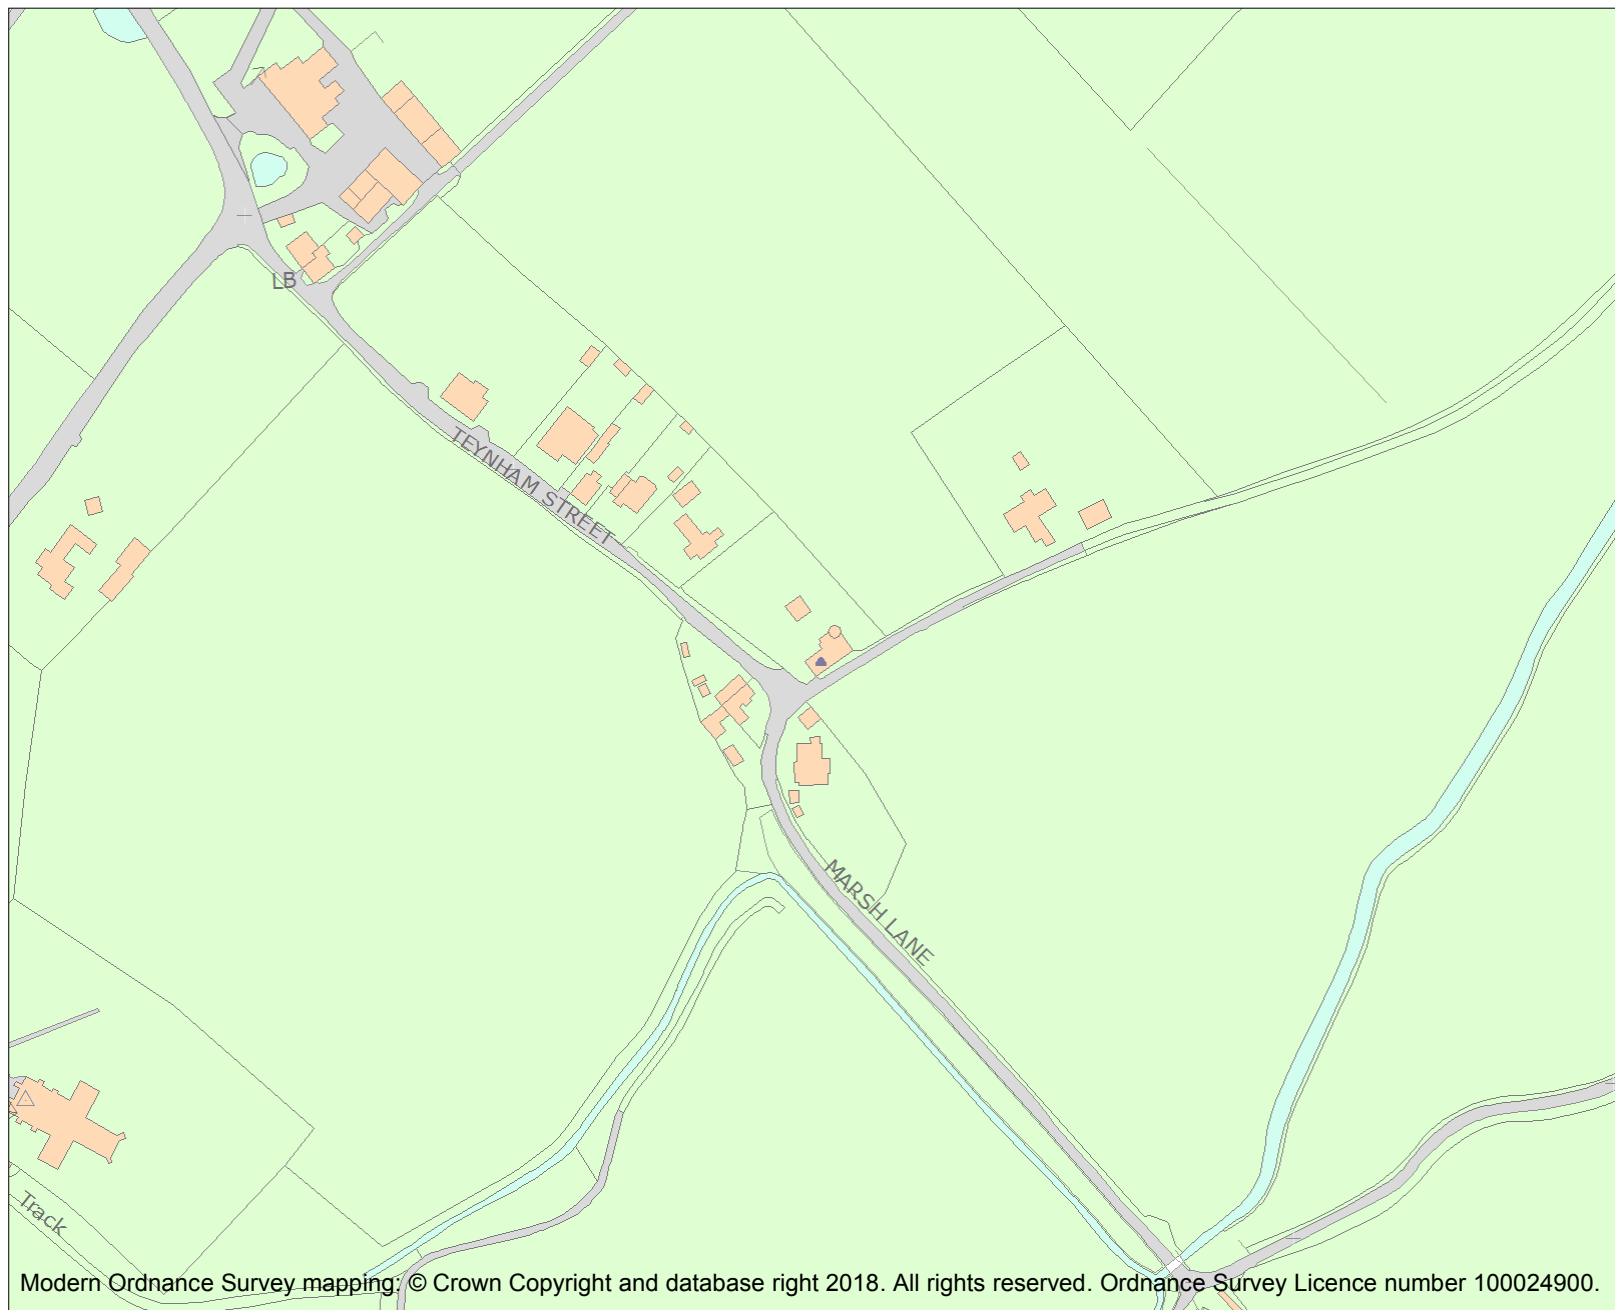 LB
TEYNHAM STREET
MARSH LANE
Track
Modern Ordnance Survey mapping: © Crown Copyright and database right 2018. All rights reserved. Ordnance Survey Licence number 100024900.